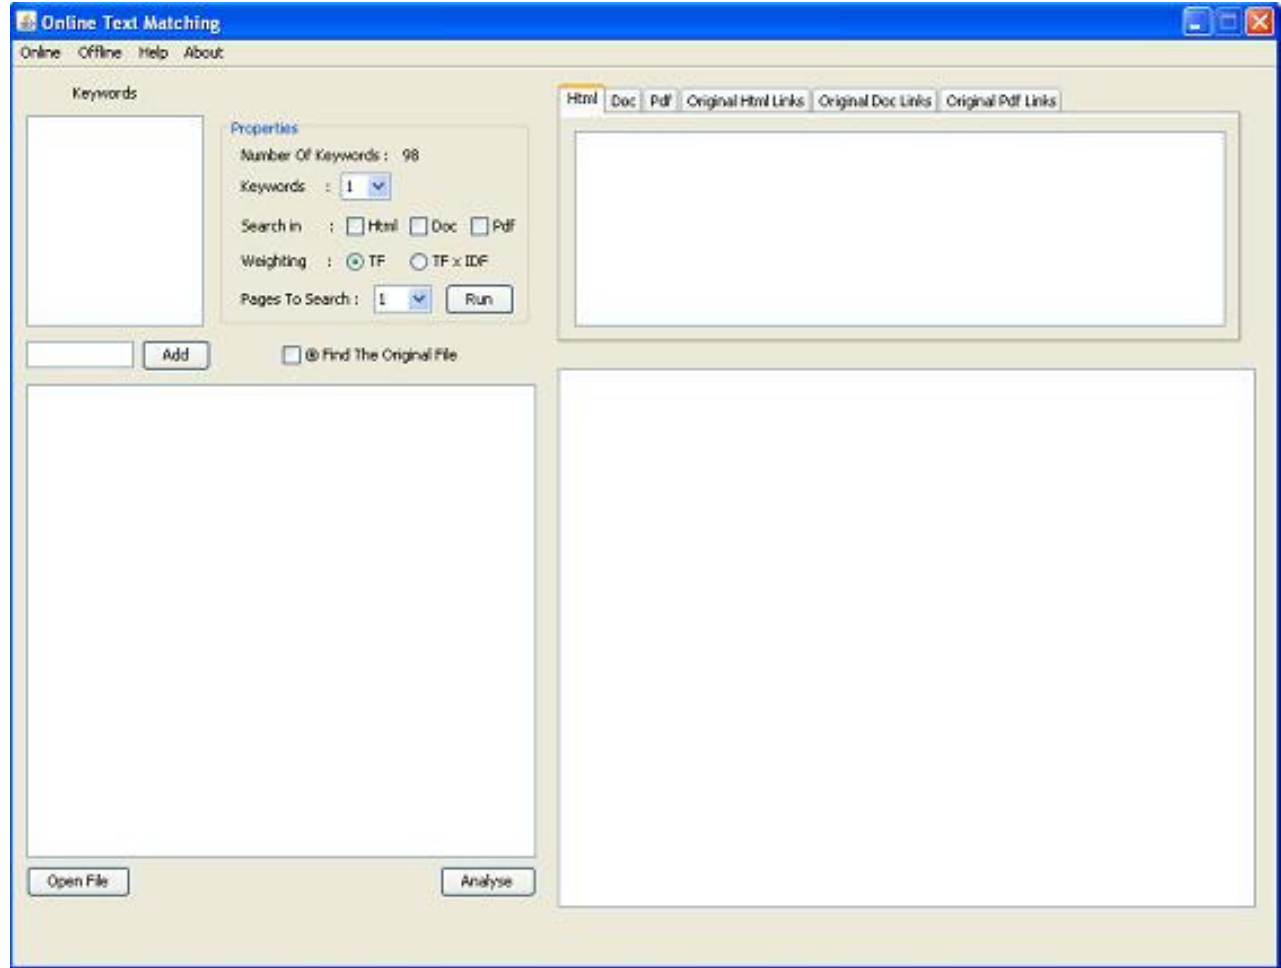 Online Text Matching
Online Offline Help About
Keywords
Html Doc Pdf Original Html Links Original Doc Links Original Pdf Links
Properties
Number Of Keywords : 98
Keywords : 1
Search in : Html Doc Pdf
Weighting : TF TF x IDF
Pages To Search : 1 Run
Add
® Find The Original File
Open File
Analyse